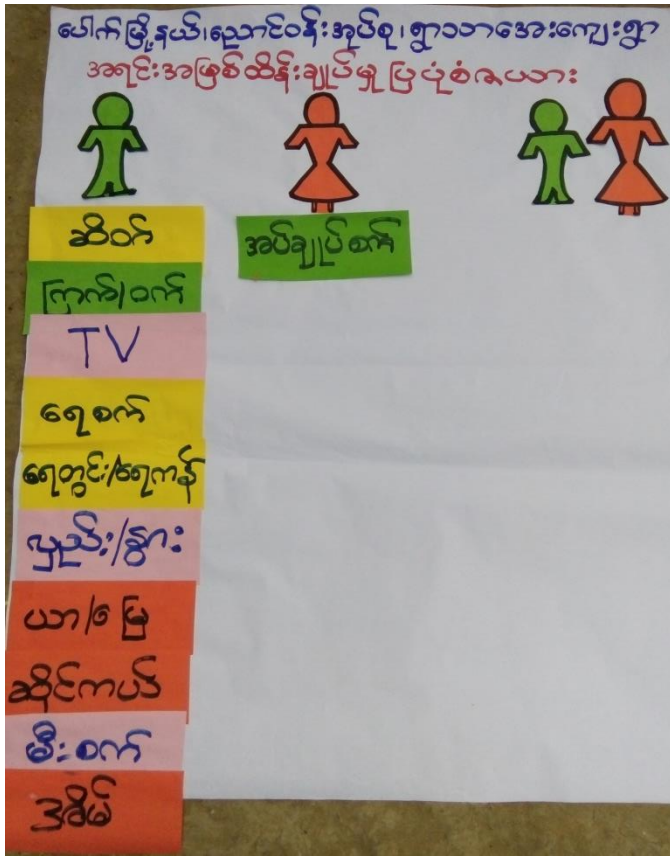 ပေါက်မြို့နယ်၊ညောင်ဝန်းအုပ်စု၊ရွာသာအေးကျေးရွာ
အရင်းအမြစ်ထိန်းချုပ်မှု ပြပုံစံဇယား
ဆိတ်
အပ်ချုပ်စက်
ကြက်/ဝက်
TV
ရေစက်
ရေတွင်း/ရေကန်
လှည်း/နွား
ယာ/မြေ
ဆိုင်ကယ်
မီးစက်
အိမ်